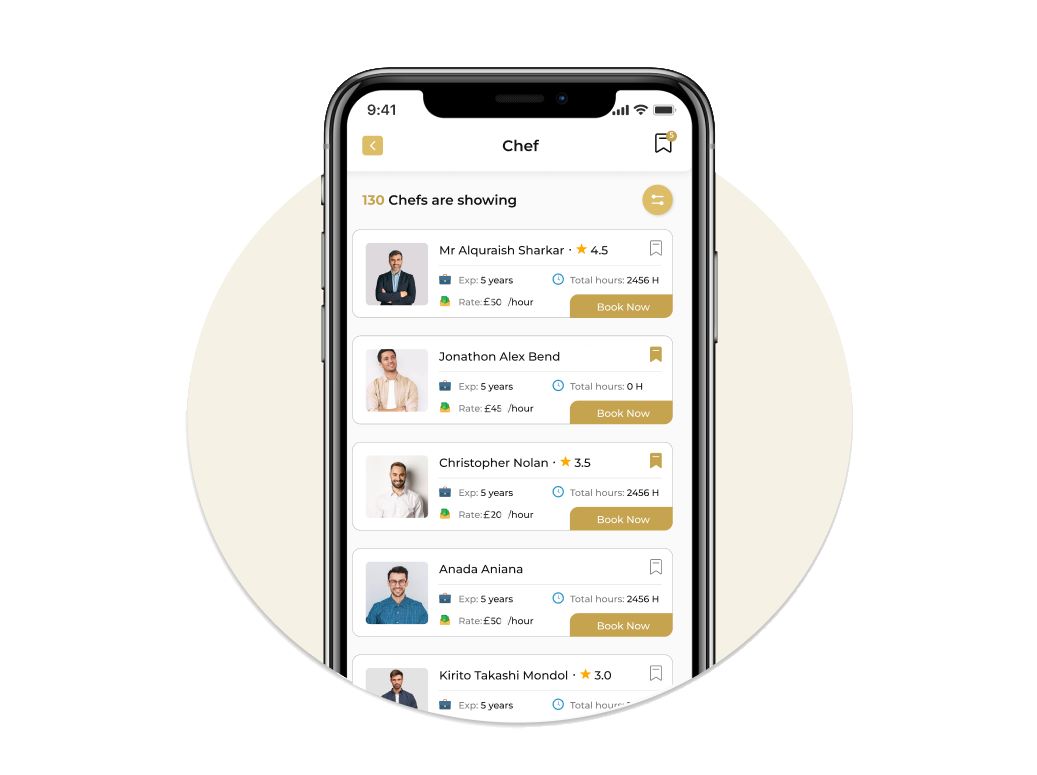 9:41
Chef
5
130 Chefs are showing
Mr Alquraish Sharkar · 4.5
Exp: 5 years Total hours: 2456 H
Rate: £50 /hour
Book Now
Jonathon Alex Bend
Exp: 5 years Total hours: 0 H
Rate: £45 /hour
Book Now
Christopher Nolan · 3.5
Exp: 5 years Total hours: 2456 H
Rate: £20 /hour
Book Now
Anada Aniana
Exp: 5 years Total hours: 2456 H
Rate: £50 /hour
Book Now
Kirito Takashi Mondol · 3.0
Exp: 5 years Total hours: